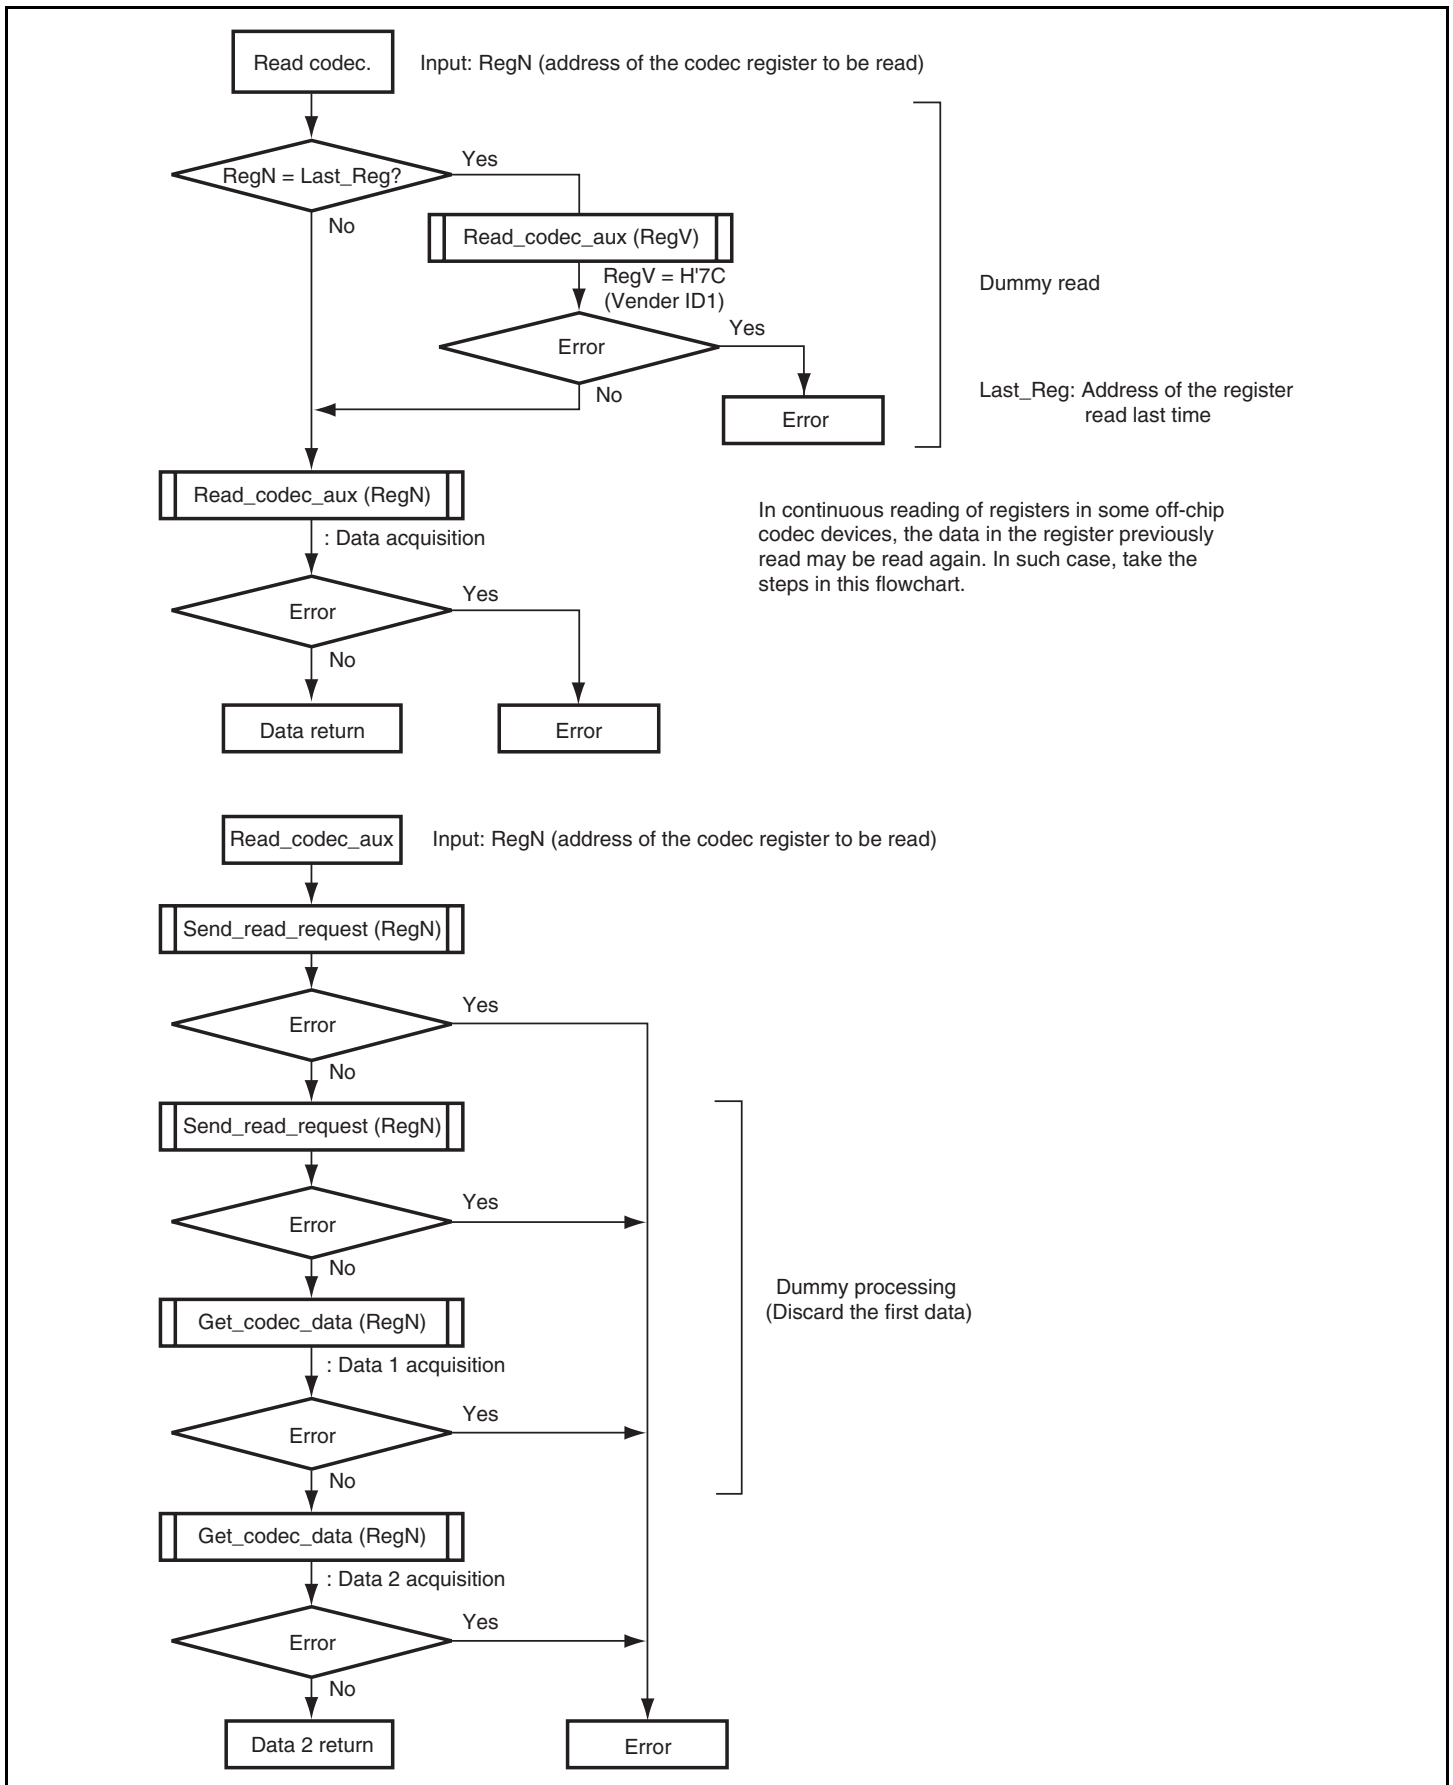 Read codec.
Input: RegN (address of the codec register to be read)
RegN = Last_Reg?
Yes
No
Read_codec_aux (RegV)
RegV = H'7C
(Vender ID1)
Dummy read
Error
Yes
No
Error
Last_Reg: Address of the register
read last time
Read_codec_aux (RegN)
: Data acquisition
In continuous reading of registers in some off-chip
codec devices, the data in the register previously
read may be read again. In such case, take the
steps in this flowchart.
Error
Yes
No
Data return
Error
Read_codec_aux
Input: RegN (address of the codec register to be read)
Send_read_request (RegN)
Error
Yes
No
Send_read_request (RegN)
Error
Yes
No
Dummy processing
(Discard the first data)
Get_codec_data (RegN)
: Data 1 acquisition
Error
Yes
No
Get_codec_data (RegN)
: Data 2 acquisition
Error
Yes
No
Data 2 return
Error